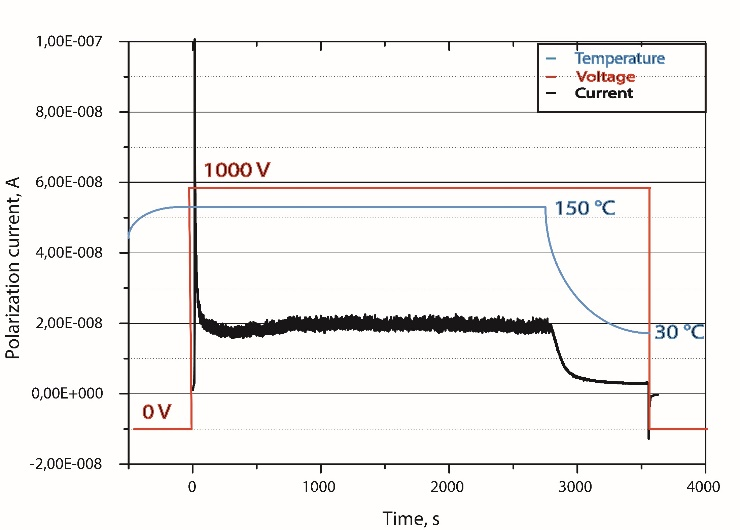 1,00E-007
8,00E-008
6,00E-008
4,00E-008
2,00E-008
0,00E+000
-2,00E-008
Polarization current, A
Temperature
Voltage
Current
1000 V
150 °C
30 °C
0 V
0
1000
2000
3000
4000
Time, s